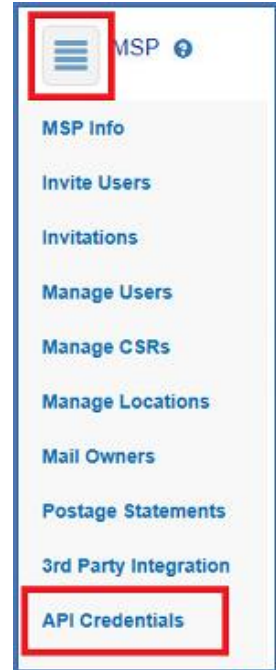 MSP ?
MSP Info
Invite Users
Invitations
Manage Users
Manage CSRs
Manage Locations
Mail Owners
Postage Statements
3rd Party Integration
API Credentials